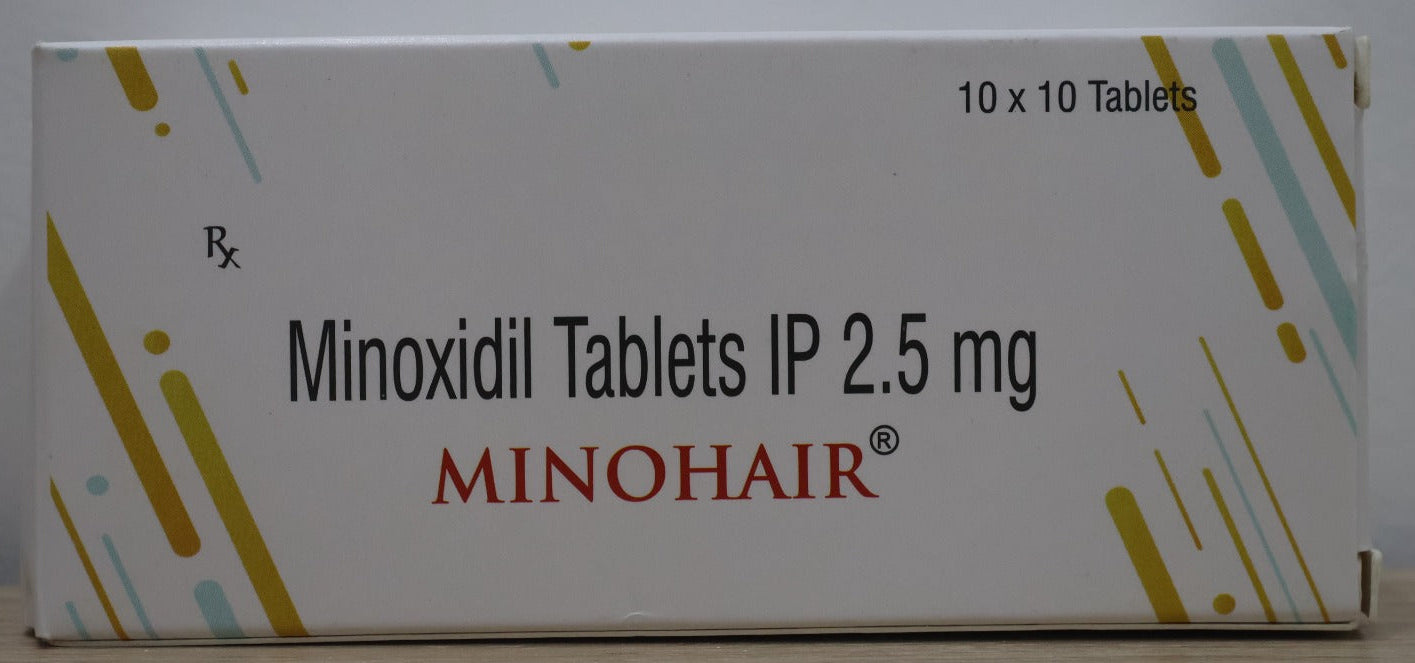 10 x 10 Tablets
Rx
Minoxidil Tablets IP 2.5 mg
MINOHAIR®